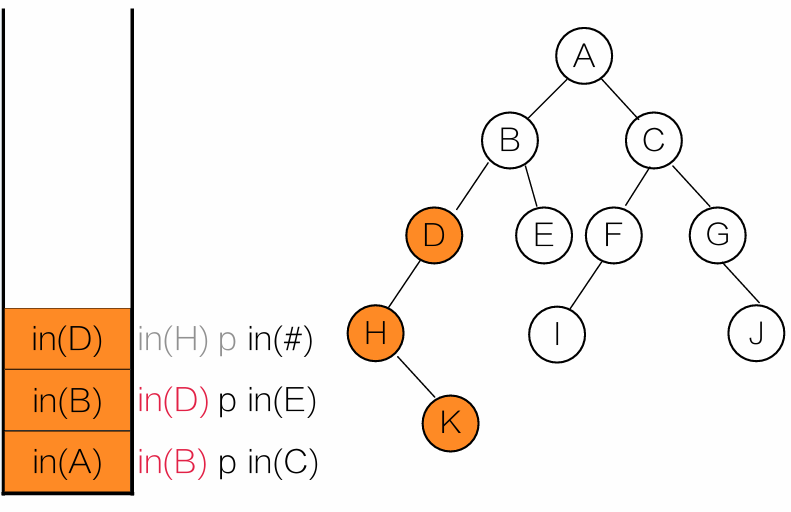 A
B
C
D
E
F
G
H
I
J
K
in(D) in(H) p in(#)
in(B) in(D) p in(E)
in(A) in(B) p in(C)